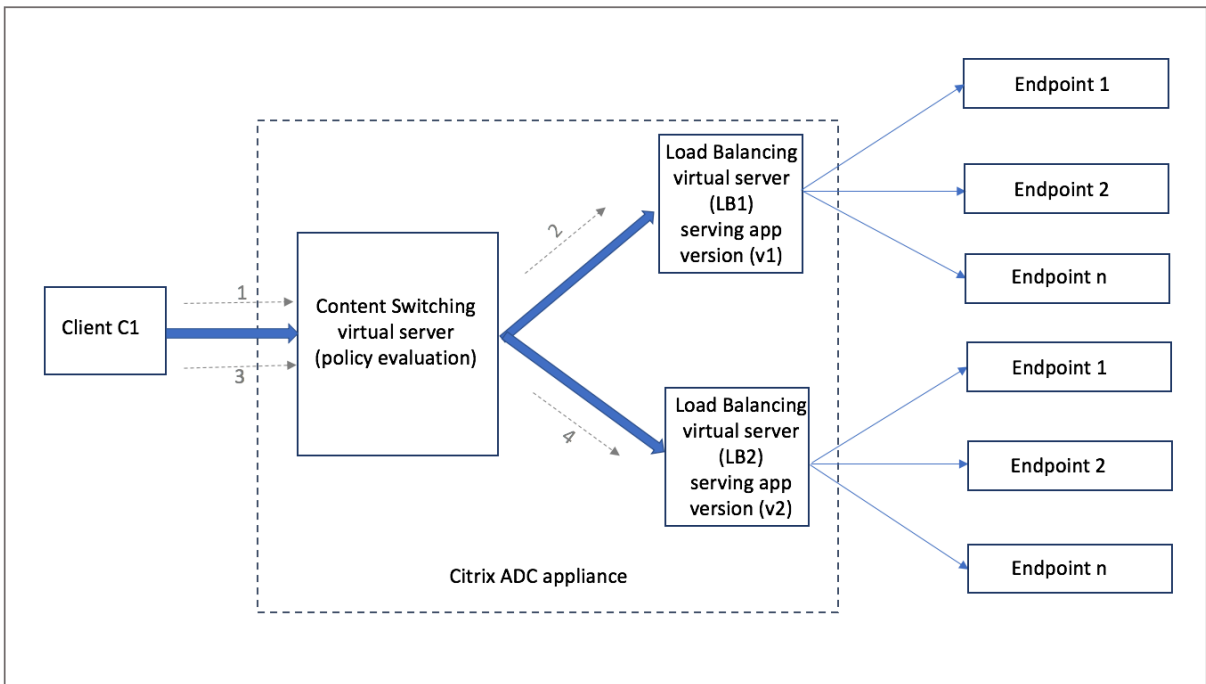 Client C1
1
3
Content Switching
virtual server
(policy evaluation)
2
4
Load Balancing
virtual server
(LB1)
serving app
version (v1)
Load Balancing
virtual server
(LB2)
serving app
version (v2)
Citrix ADC appliance
Endpoint 1
Endpoint 2
Endpoint n
Endpoint 1
Endpoint 2
Endpoint n